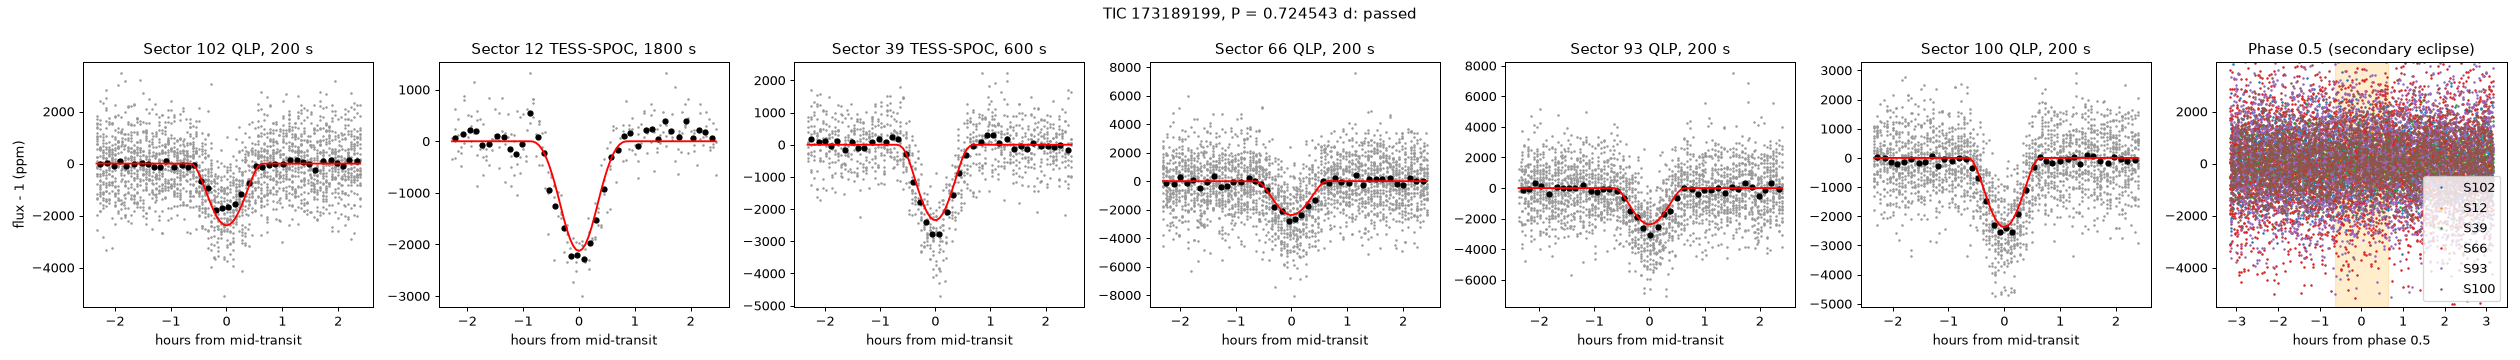 TIC 173189199, P = 0.724543 d: passed
Sector 102 QLP, 200 s
flux - 1 (ppm)
2000
0
−2000
−4000
−2 −1 0 1 2
hours from mid-transit
Sector 12 TESS-SPOC, 1800 s
1000
0
−1000
−2000
−3000
−2 −1 0 1 2
hours from mid-transit
Sector 39 TESS-SPOC, 600 s
2000
1000
0
−1000
−2000
−3000
−4000
−5000
−2 −1 0 1 2
hours from mid-transit
Sector 66 QLP, 200 s
8000
6000
4000
2000
0
−2000
−4000
−6000
−8000
−2 −1 0 1 2
hours from mid-transit
Sector 93 QLP, 200 s
8000
6000
4000
2000
0
−2000
−4000
−6000
−2 −1 0 1 2
hours from mid-transit
Sector 100 QLP, 200 s
3000
2000
1000
0
−1000
−2000
−3000
−4000
−5000
−2 −1 0 1 2
hours from mid-transit
Phase 0.5 (secondary eclipse)
2000
0
−2000
−4000
S102
S12
S39
S66
S93
S100
−3 −2 −1 0 1 2 3
hours from phase 0.5